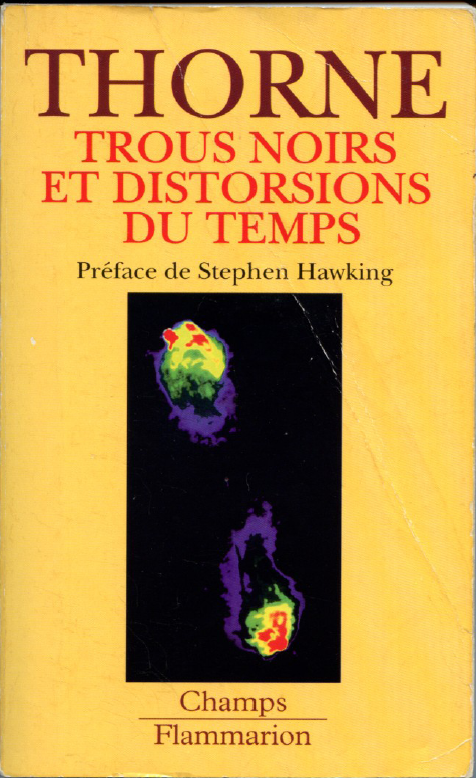 THORNE
TROUS NOIRS
ET DISTORSIONS
DU TEMPS
Préface de Stephen Hawking
Champs
Flammarion